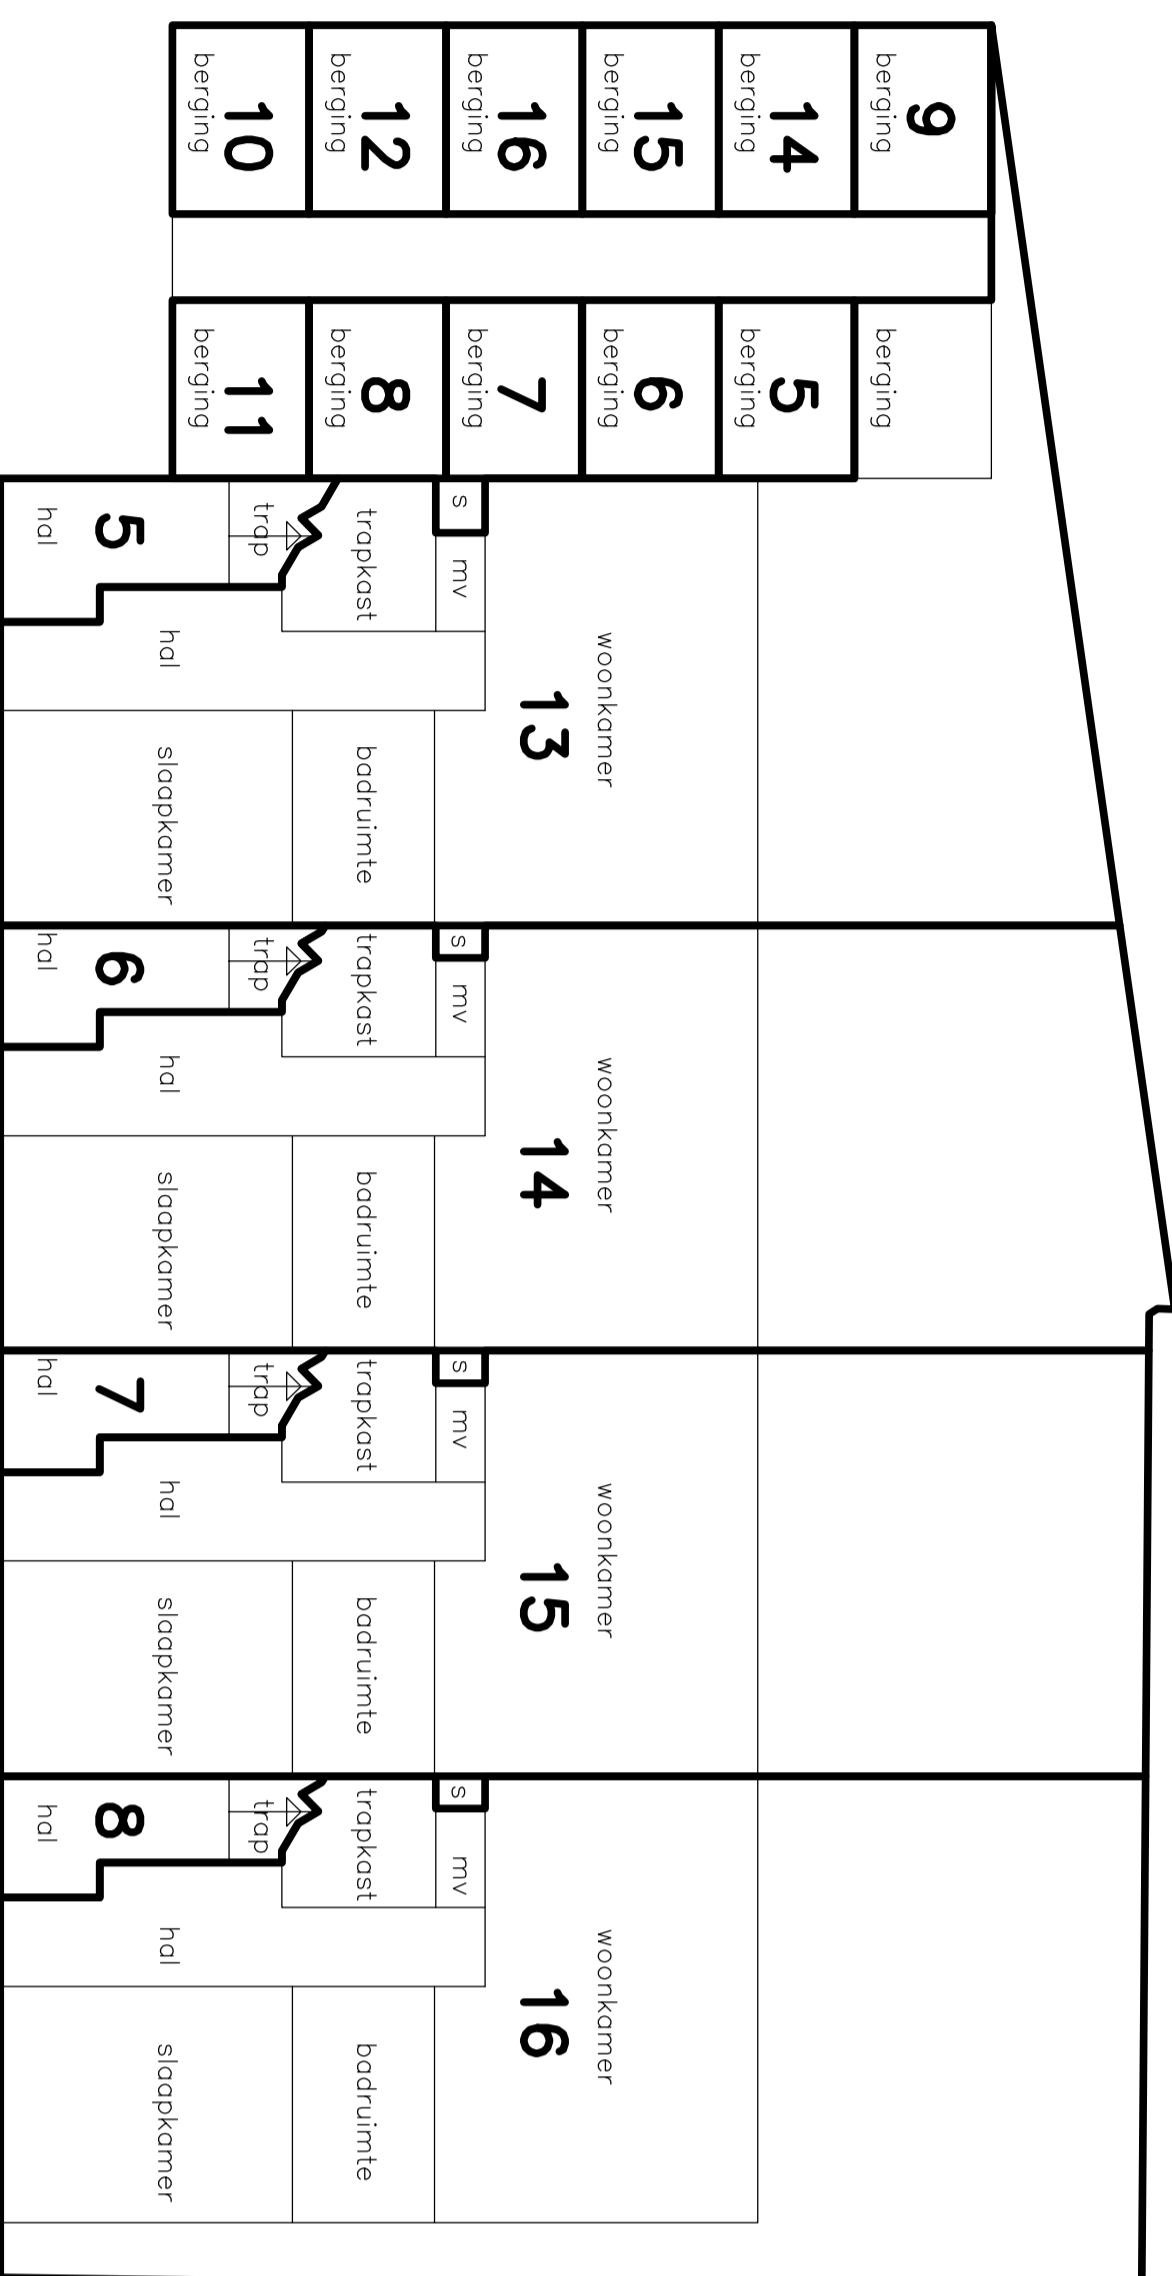 10
berging
12
berging
16
berging
15
berging
14
berging
9
berging
11
berging
8
berging
7
berging
6
berging
5
berging
berging
hal
5
trap
trapkast
s
mv
hal
woonkamer
13
slaapkamer
badruimte
hal
6
trap
trapkast
s
mv
hal
woonkamer
14
slaapkamer
badruimte
hal
7
trap
trapkast
s
mv
hal
woonkamer
15
slaapkamer
badruimte
hal
8
trap
trapkast
s
mv
hal
woonkamer
16
slaapkamer
badruimte